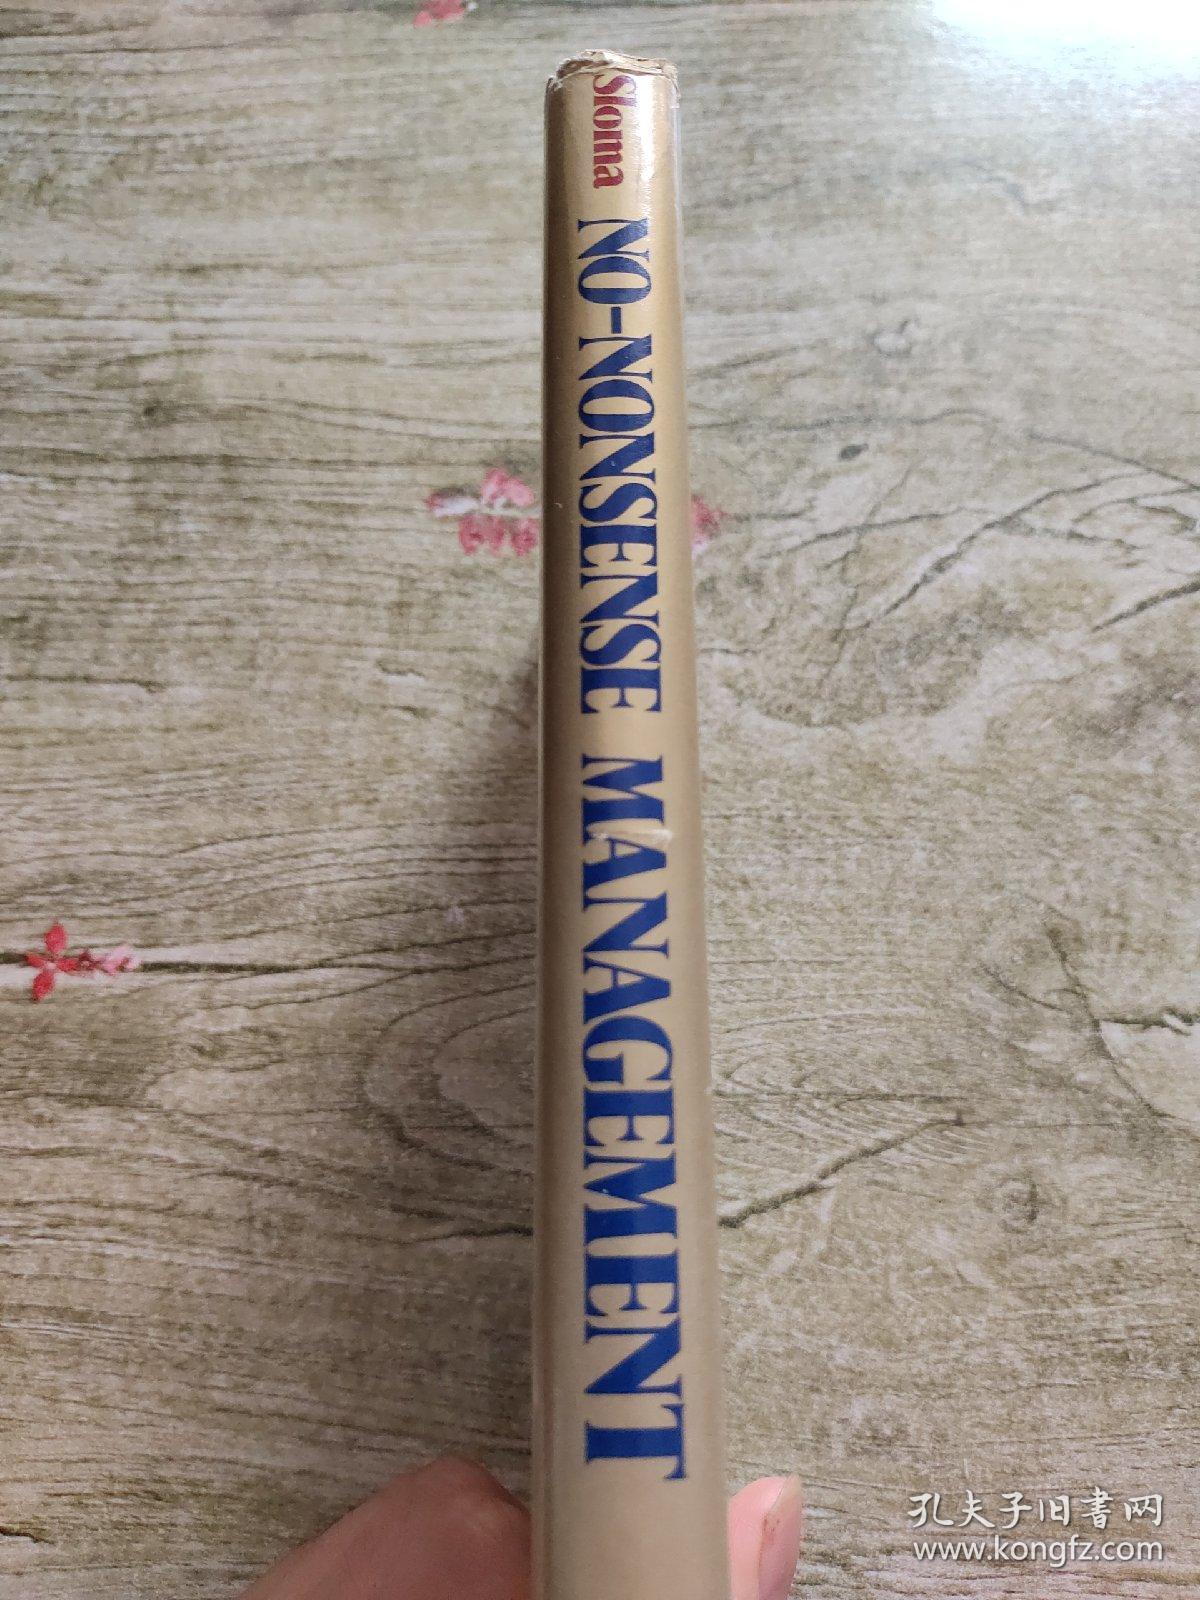 Sloma NO-NONSENSE MANAGEMENT
孔夫子旧书网
www.kongfz.com